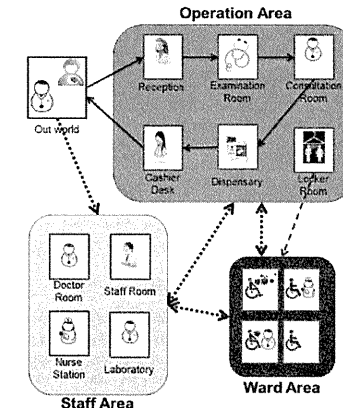 Operation Area
Reception
Examination
Room
Consultation
Room
Out world
Cashier
Desk
Dispensary
Locker
Room
Doctor
Room
Staff Room
Nurse
Station
Laboratory
Staff Area
Ward Area